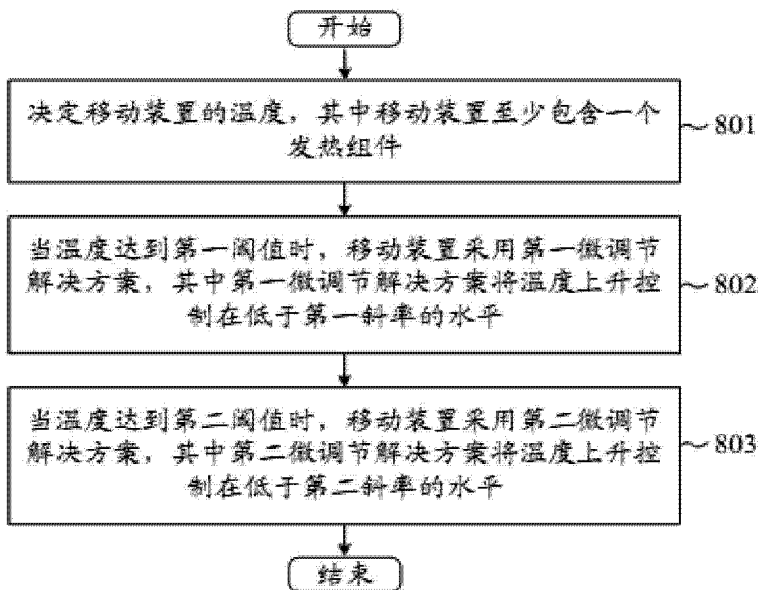 开始
决定移动装置的温度，其中移动装置至少包含一个
发热组件
801
当温度达到第一阈值时，移动装置采用第一微调节
解决方案，其中第一微调节解决方案将温度上升控
制在低于第一斜率的水平
802
当温度达到第二阈值时，移动装置采用第二微调节
解决方案，其中第二微调节解决方案将温度上升控
制在低于第二斜率的水平
803
结束